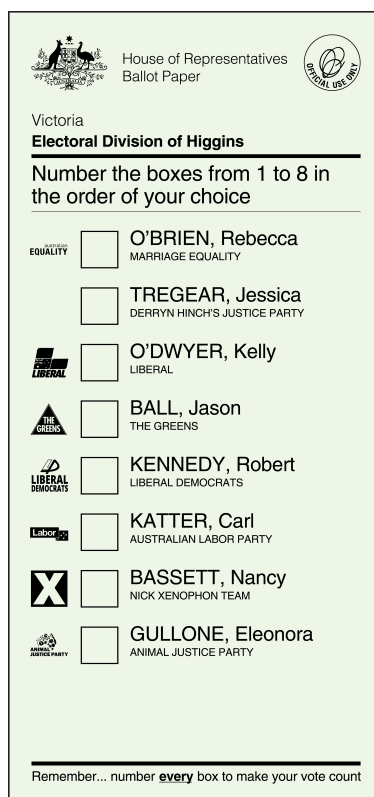 House of Representatives
Ballot Paper
OFFICIAL USE ONLY
Victoria
Electoral Division of Higgins
Number the boxes from 1 to 8 in
the order of your choice
australian
EQUALITY
O'BRIEN, Rebecca
MARRIAGE EQUALITY
TREGEAR, Jessica
DERRYN HINCH'S JUSTICE PARTY
LIBERAL
O'DWYER, Kelly
LIBERAL
THE
GREENS
BALL, Jason
THE GREENS
LIBERAL
DEMOCRATS
KENNEDY, Robert
LIBERAL DEMOCRATS
Labor
KATTER, Carl
AUSTRALIAN LABOR PARTY
X
BASSETT, Nancy
NICK XENOPHON TEAM
ANIMAL
JUSTICE PARTY
GULLONE, Eleonora
ANIMAL JUSTICE PARTY
Remember... number every box to make your vote count